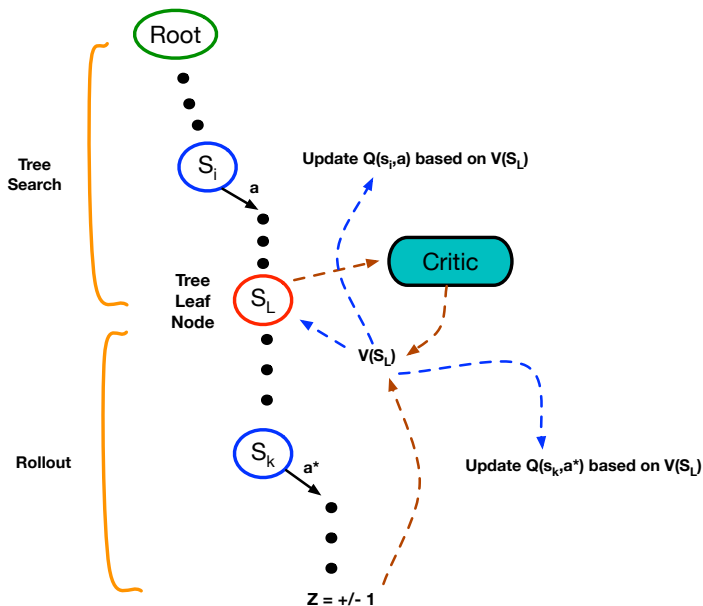 Root
S_i
a
Update Q(s_i,a) based on V(S_L)
Tree
Search
Critic
Tree
Leaf
Node
S_L
V(S_L)
S_k
a*
Rollout
Update Q(s_k,a*) based on V(S_L)
Z = +/- 1